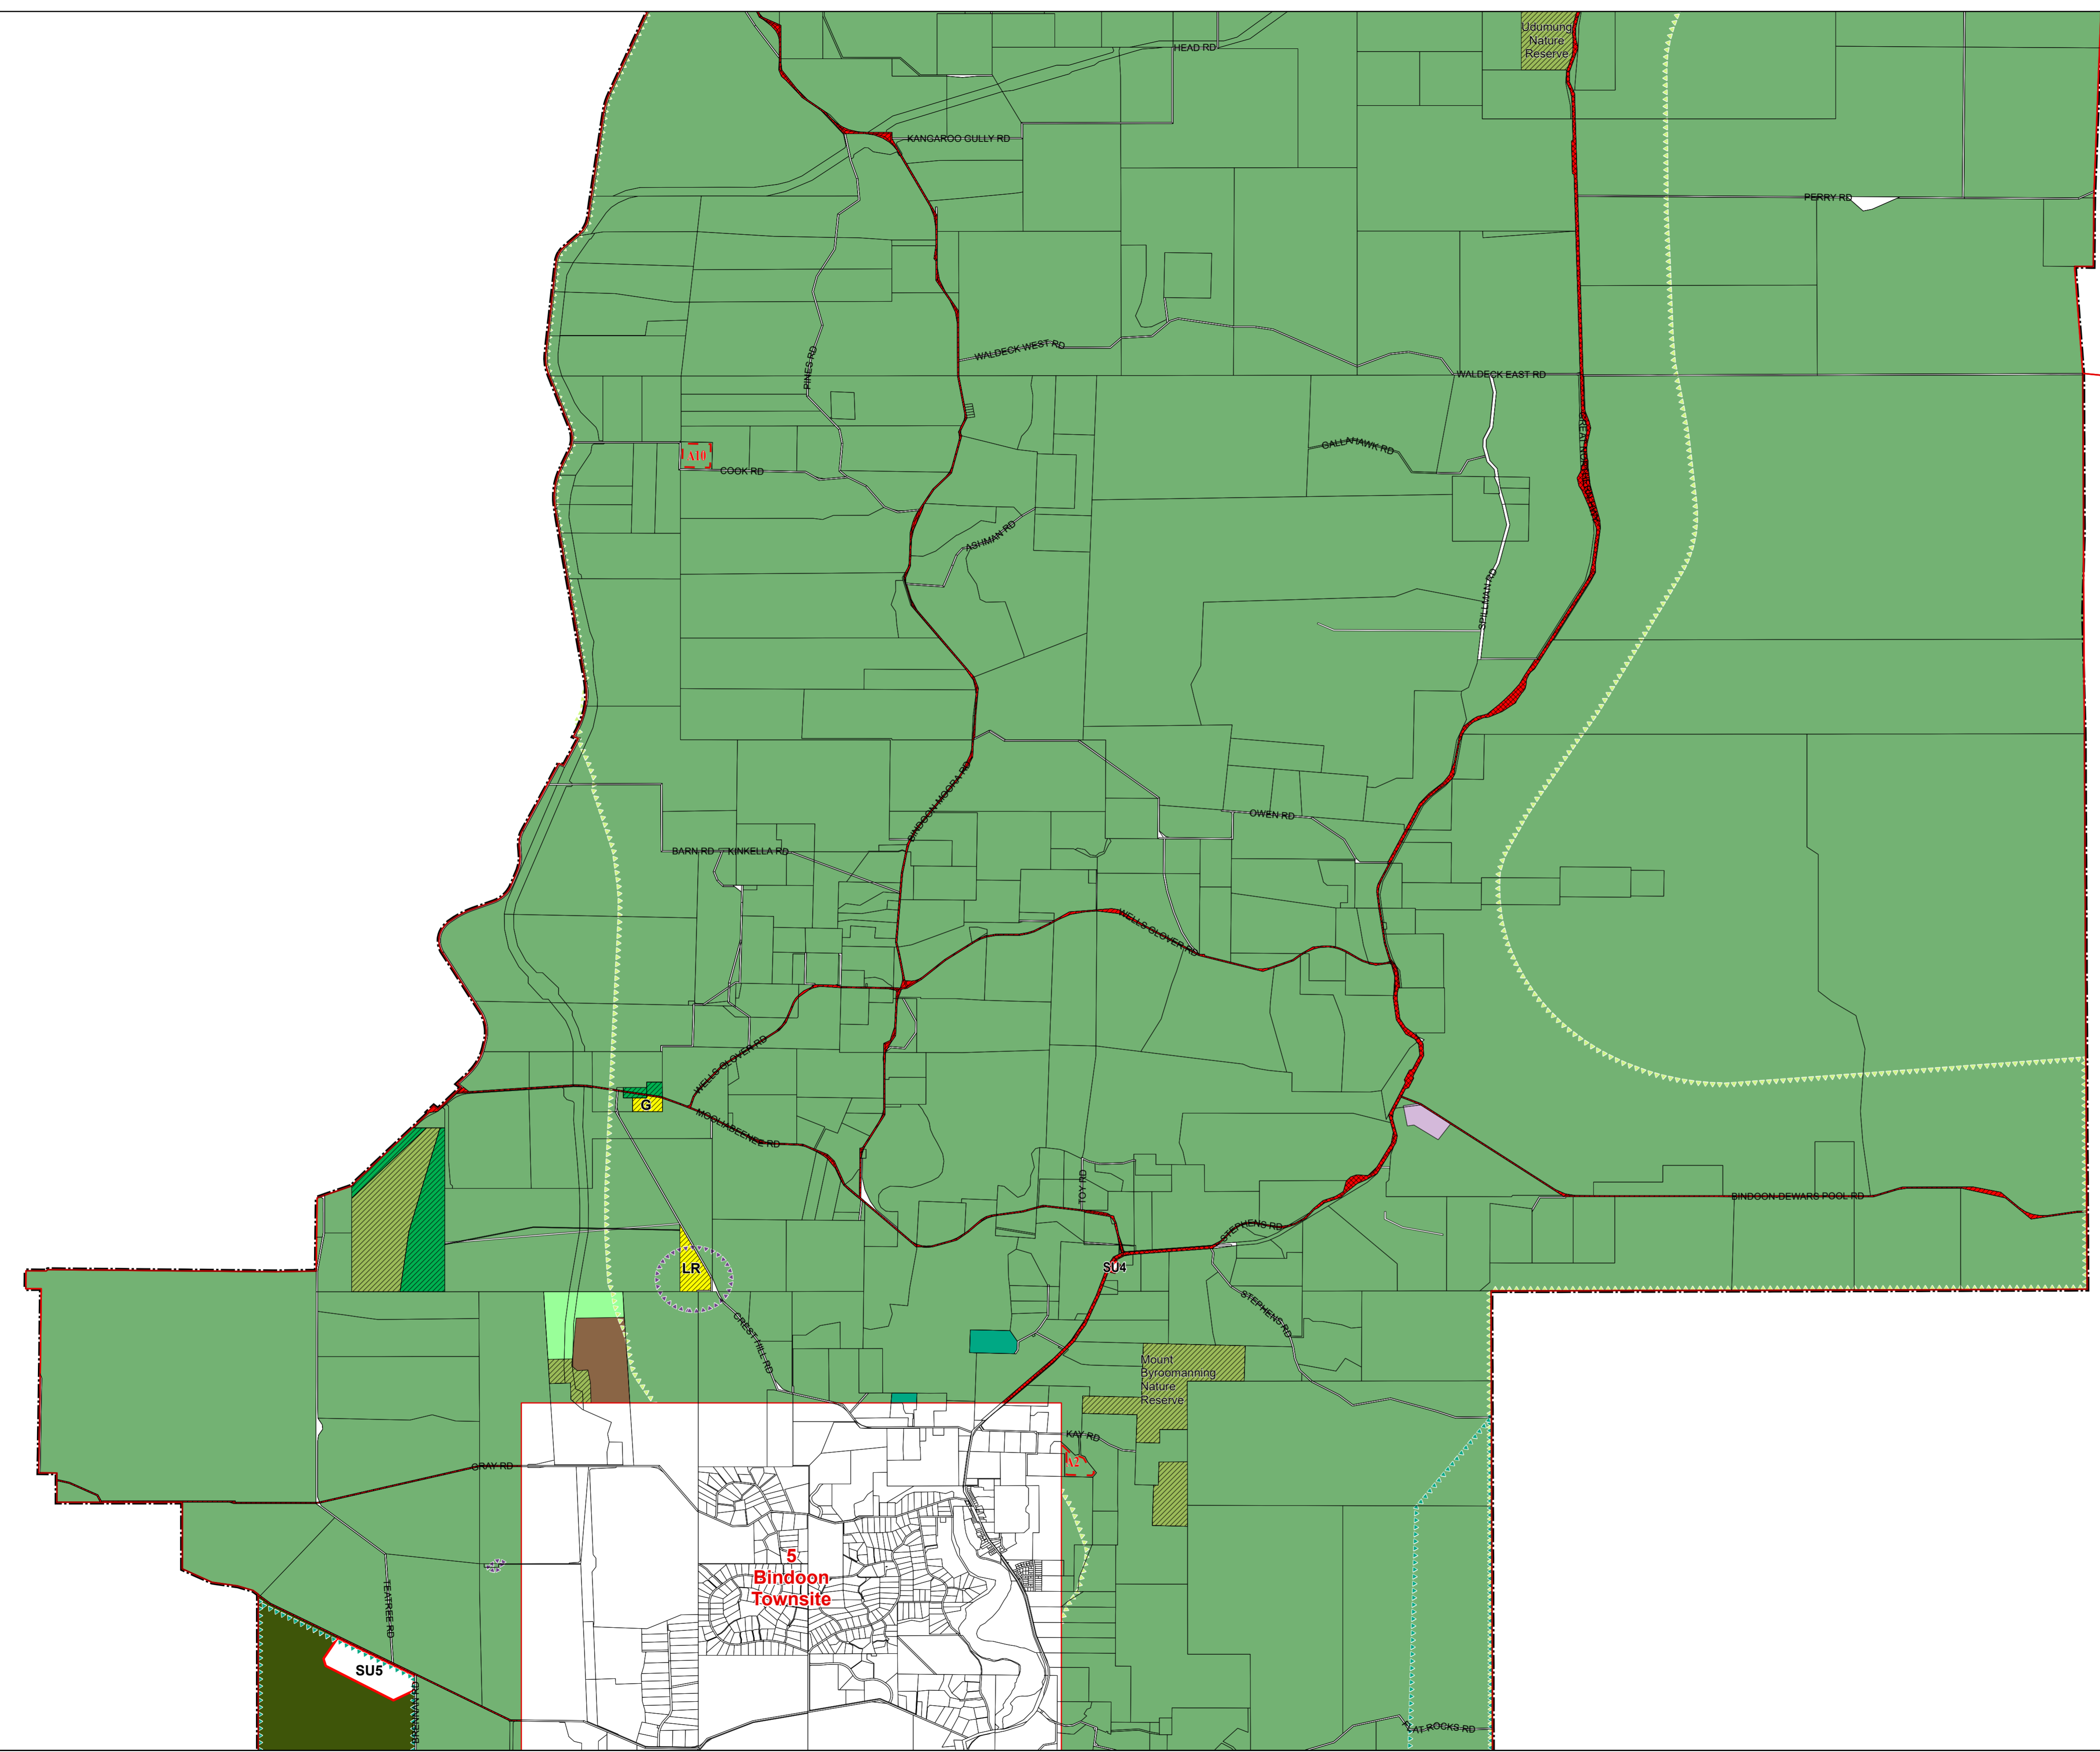 Udumung
Nature
Reserve
HEAD RD
KANGAROO GULLY RD
PERRY RD
WALDECK WEST RD
PINES RD
WALDECK EAST RD
GALLAHAWK RD
A10
COOK RD
ASHMAN RD
SPILLMAN RD
BINDOON-MOORA RD
OWEN RD
BARN RD
KINKELLA RD
WELLS GLOVER RD
WELLS GLOVER RD
G
MOOLIABEENEE RD
TOY RD
BINDOON-DEWARS POOL RD
STEPHENS RD
LR
SU4
STEPHENS RD
CREST HILL RD
Mount
Byroomanning
Nature
Reserve
KAY RD
A2
GRAY RD
5
Bindoon
Townsite
TEATREE RD
SU5
BRENNAN RD
FLAT ROCKS RD